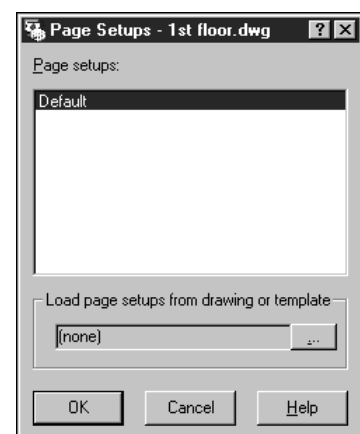 Page Setups - 1st floor.dwg
Page setups:
Default
Load page setups from drawing or template
(none)
...
OK Cancel Help